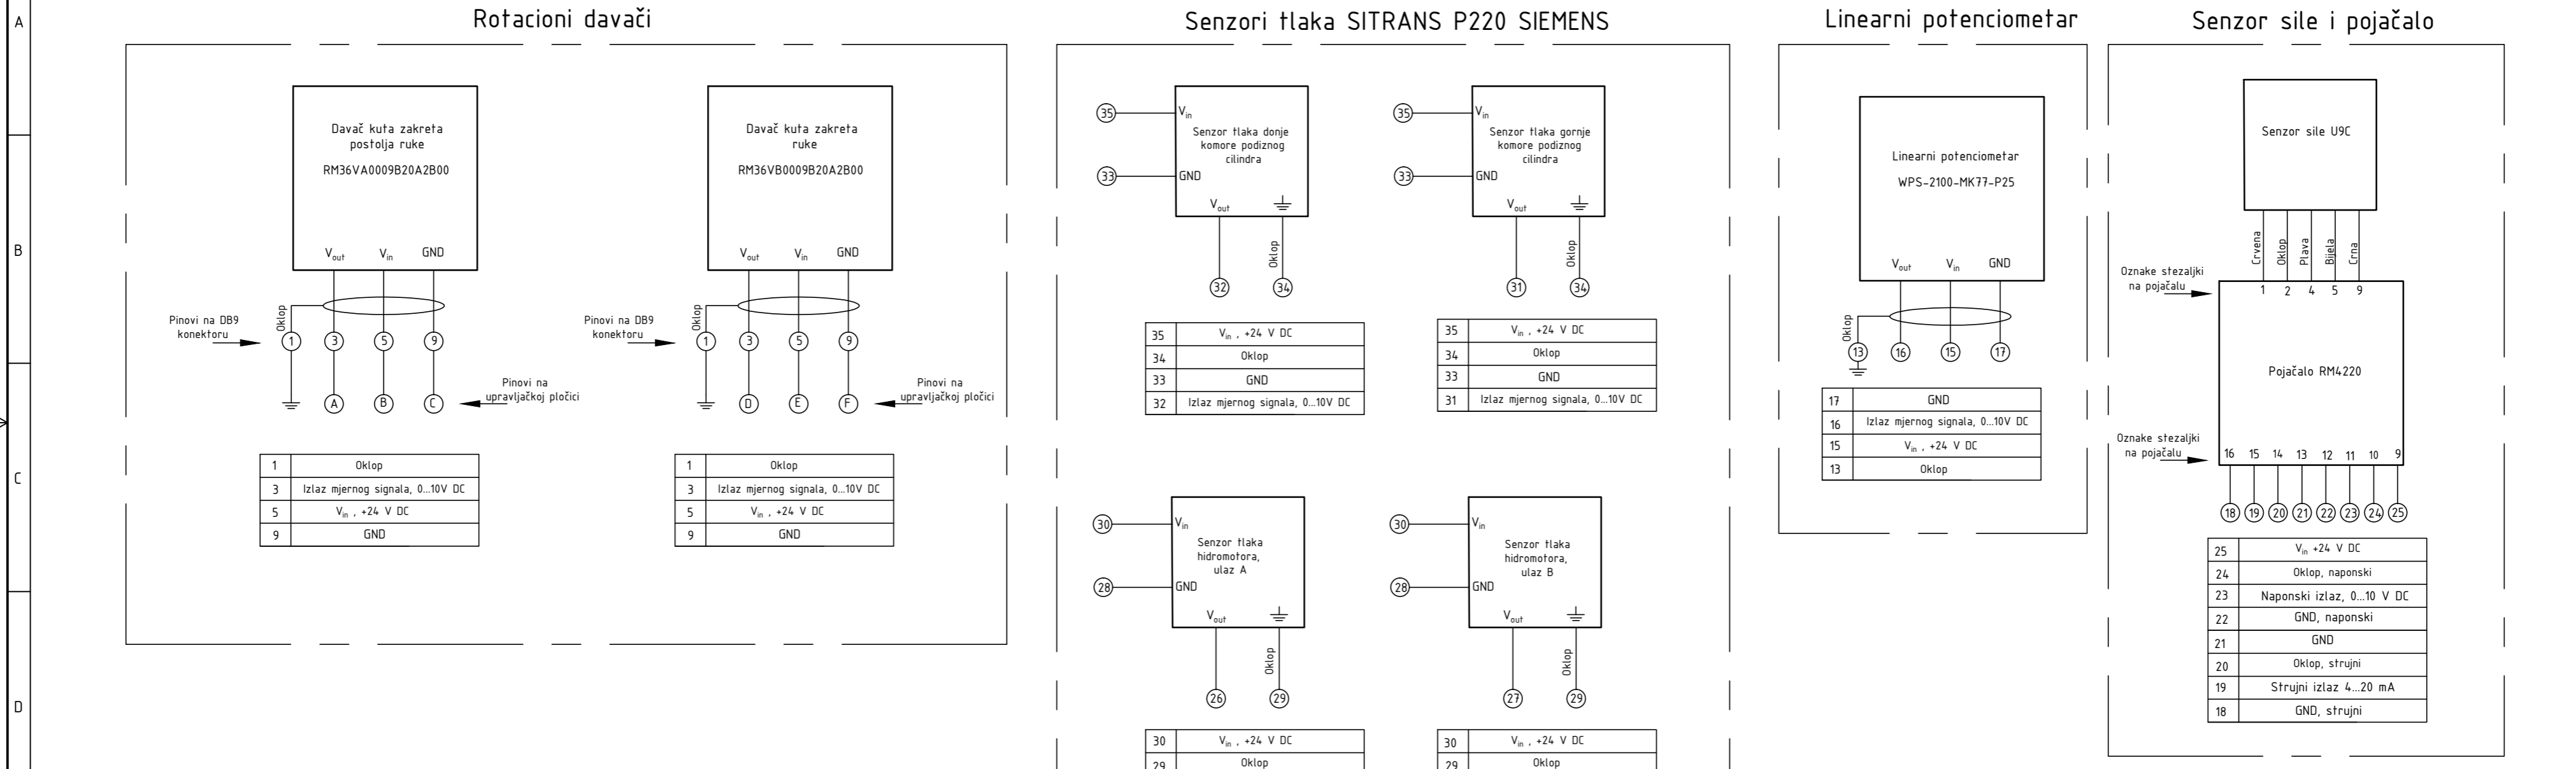 A
B
C
D
Rotacioni davači
Davač kuta zakreta
postolja ruke
RM36VA0009B20A2B00
Vout Vin GND
Oklop
Pinovi na DB9
konektoru
1 3 5 9
A B C
Pinovi na
upravljačkoj pločici
1 Oklop
3 Izlaz mjernog signala, 0...10V DC
5 Vin , +24 V DC
9 GND
Davač kuta zakreta
ruke
RM36VB0009B20A2B00
Vout Vin GND
Oklop
Pinovi na DB9
konektoru
1 3 5 9
D E F
Pinovi na
upravljačkoj pločici
1 Oklop
3 Izlaz mjernog signala, 0...10V DC
5 Vin , +24 V DC
9 GND
Senzori tlaka SITRANS P220 SIEMENS
35 Vin
Senzor tlaka donje
komore podiznog
cilindra
33 GND
Vout
Oklop
32 34
35 Vin , +24 V DC
34 Oklop
33 GND
32 Izlaz mjernog signala, 0...10V DC
35 Vin
Senzor tlaka gornje
komore podiznog
cilindra
33 GND
Vout
Oklop
31 34
35 Vin , +24 V DC
34 Oklop
33 GND
31 Izlaz mjernog signala, 0...10V DC
30 Vin
Senzor tlaka
hidromotora,
ulaz A
28 GND
Vout
Oklop
26 29
30 Vin , +24 V DC
29 Oklop
30 Vin
Senzor tlaka
hidromotora,
ulaz B
28 GND
Vout
Oklop
27 29
30 Vin , +24 V DC
29 Oklop
Linearni potenciometar
Linearni potenciometar
WPS-2100-MK77-P25
Vout Vin GND
Oklop
13 16 15 17
17 GND
16 Izlaz mjernog signala, 0...10V DC
15 Vin , +24 V DC
13 Oklop
Senzor sile i pojačalo
Senzor sile U9C
Crvena Oklop Plava Bijela Crna
Oznake stezaljki
na pojačalu
1 2 4 5 9
Pojačalo RM4220
Oznake stezaljki
na pojačalu
16 15 14 13 12 11 10 9
18 19 20 21 22 23 24 25
25 Vin +24 V DC
24 Oklop, naponski
23 Naponski izlaz, 0...10 V DC
22 GND, naponski
21 GND
20 Oklop, strujni
19 Strujni izlaz 4...20 mA
18 GND, strujni